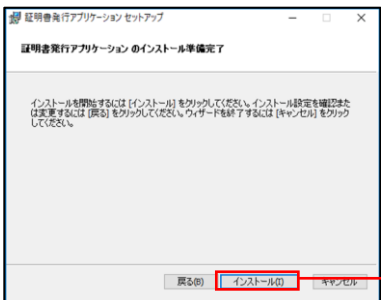 証明書発行アプリケーション セットアップ
証明書発行アプリケーション のインストール準備完了
インストールを開始するには [インストール] をクリックしてください。インストール設定を確認また
は変更するには [戻る] をクリックしてください。ウィザードを終了するには [キャンセル] をクリック
してください。
戻る(B) インストール(I) キャンセル